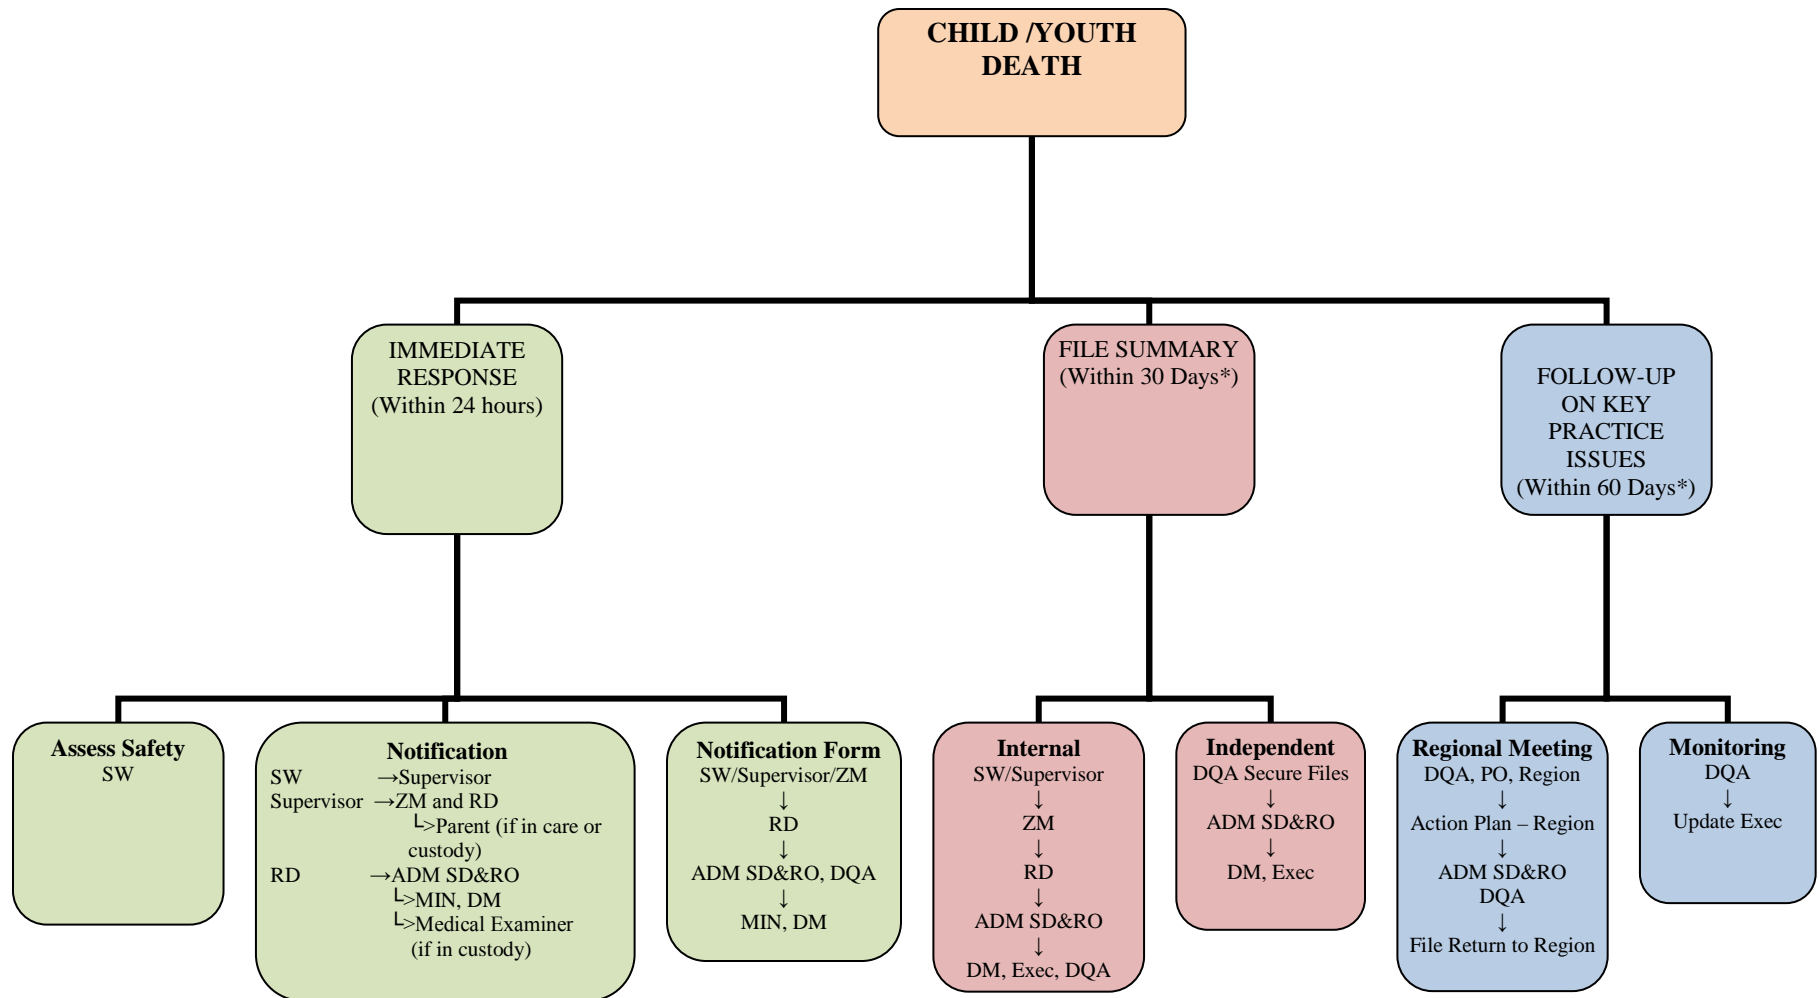 CHILD /YOUTH
DEATH
IMMEDIATE
RESPONSE
(Within 24 hours)
FILE SUMMARY
(Within 30 Days*)
FOLLOW-UP
ON KEY
PRACTICE
ISSUES
(Within 60 Days*)
Assess Safety
SW
Notification
SW →Supervisor
Supervisor →ZM and RD
└>Parent (if in care or
custody)
RD →ADM SD&RO
└>MIN, DM
└>Medical Examiner
(if in custody)
Notification Form
SW/Supervisor/ZM
↓
RD
↓
ADM SD&RO, DQA
↓
MIN, DM
Internal
SW/Supervisor
↓
ZM
↓
RD
↓
ADM SD&RO
↓
DM, Exec, DQA
Independent
DQA Secure Files
↓
ADM SD&RO
↓
DM, Exec
Regional Meeting
DQA, PO, Region
↓
Action Plan – Region
↓
ADM SD&RO
DQA
↓
File Return to Region
Monitoring
DQA
↓
Update Exec